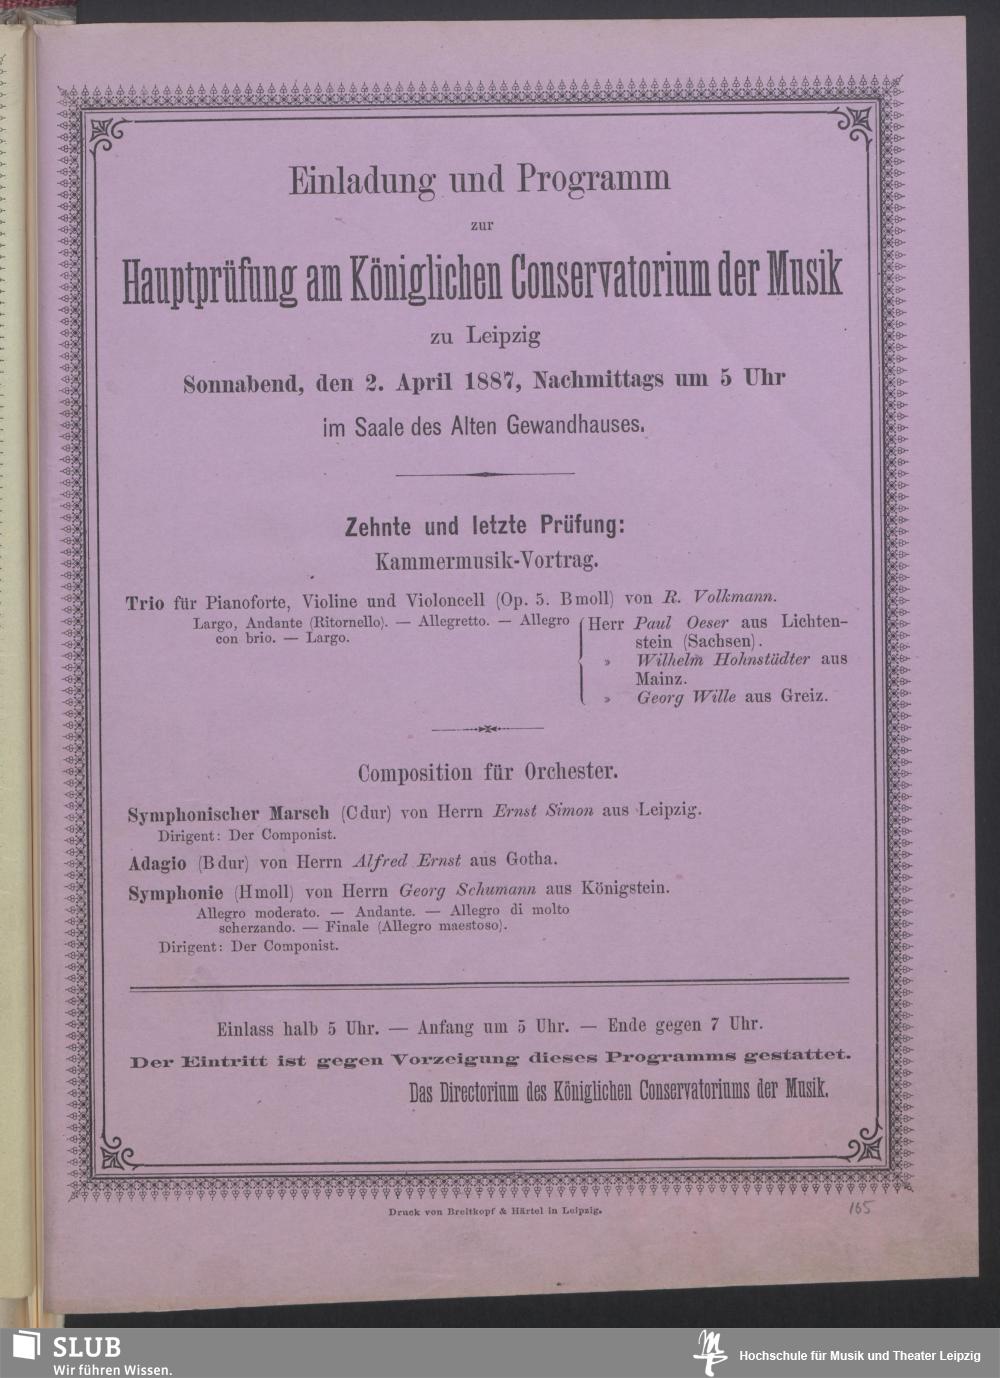 Einladung und Programm
zur
Hauptprüfung am Königlichen Conservatorium der Musik
zu Leipzig
Sonnabend, den 2. April 1887, Nachmittags um 5 Uhr
im Saale des Alten Gewandhauses.
Zehnte und letzte Prüfung:
Kammermusik-Vortrag.
Trio für Pianoforte, Violine und Violoncell (Op. 5. B moll) von R. Volkmann.
Largo, Andante (Ritornello). — Allegretto. — Allegro
con brio. — Largo.
Herr Paul Oeser aus Lichten-
stein (Sachsen).
» Wilhelm Hohnstädter aus
Mainz.
» Georg Wille aus Greiz.
Composition für Orchester.
Symphonischer Marsch (C dur) von Herrn Ernst Simon aus Leipzig.
Dirigent: Der Componist.
Adagio (B dur) von Herrn Alfred Ernst aus Gotha.
Symphonie (H moll) von Herrn Georg Schumann aus Königstein.
Allegro moderato. — Andante. — Allegro di molto
scherzando. — Finale (Allegro maestoso).
Dirigent: Der Componist.
Einlass halb 5 Uhr. — Anfang um 5 Uhr. — Ende gegen 7 Uhr.
Der Eintritt ist gegen Vorzeigung dieses Programms gestattet.
Das Directorium des Königlichen Conservatoriums der Musik.
Druck von Breitkopf & Härtel in Leipzig.
165
SLUB
Wir führen Wissen.
Hochschule für Musik und Theater Leipzig